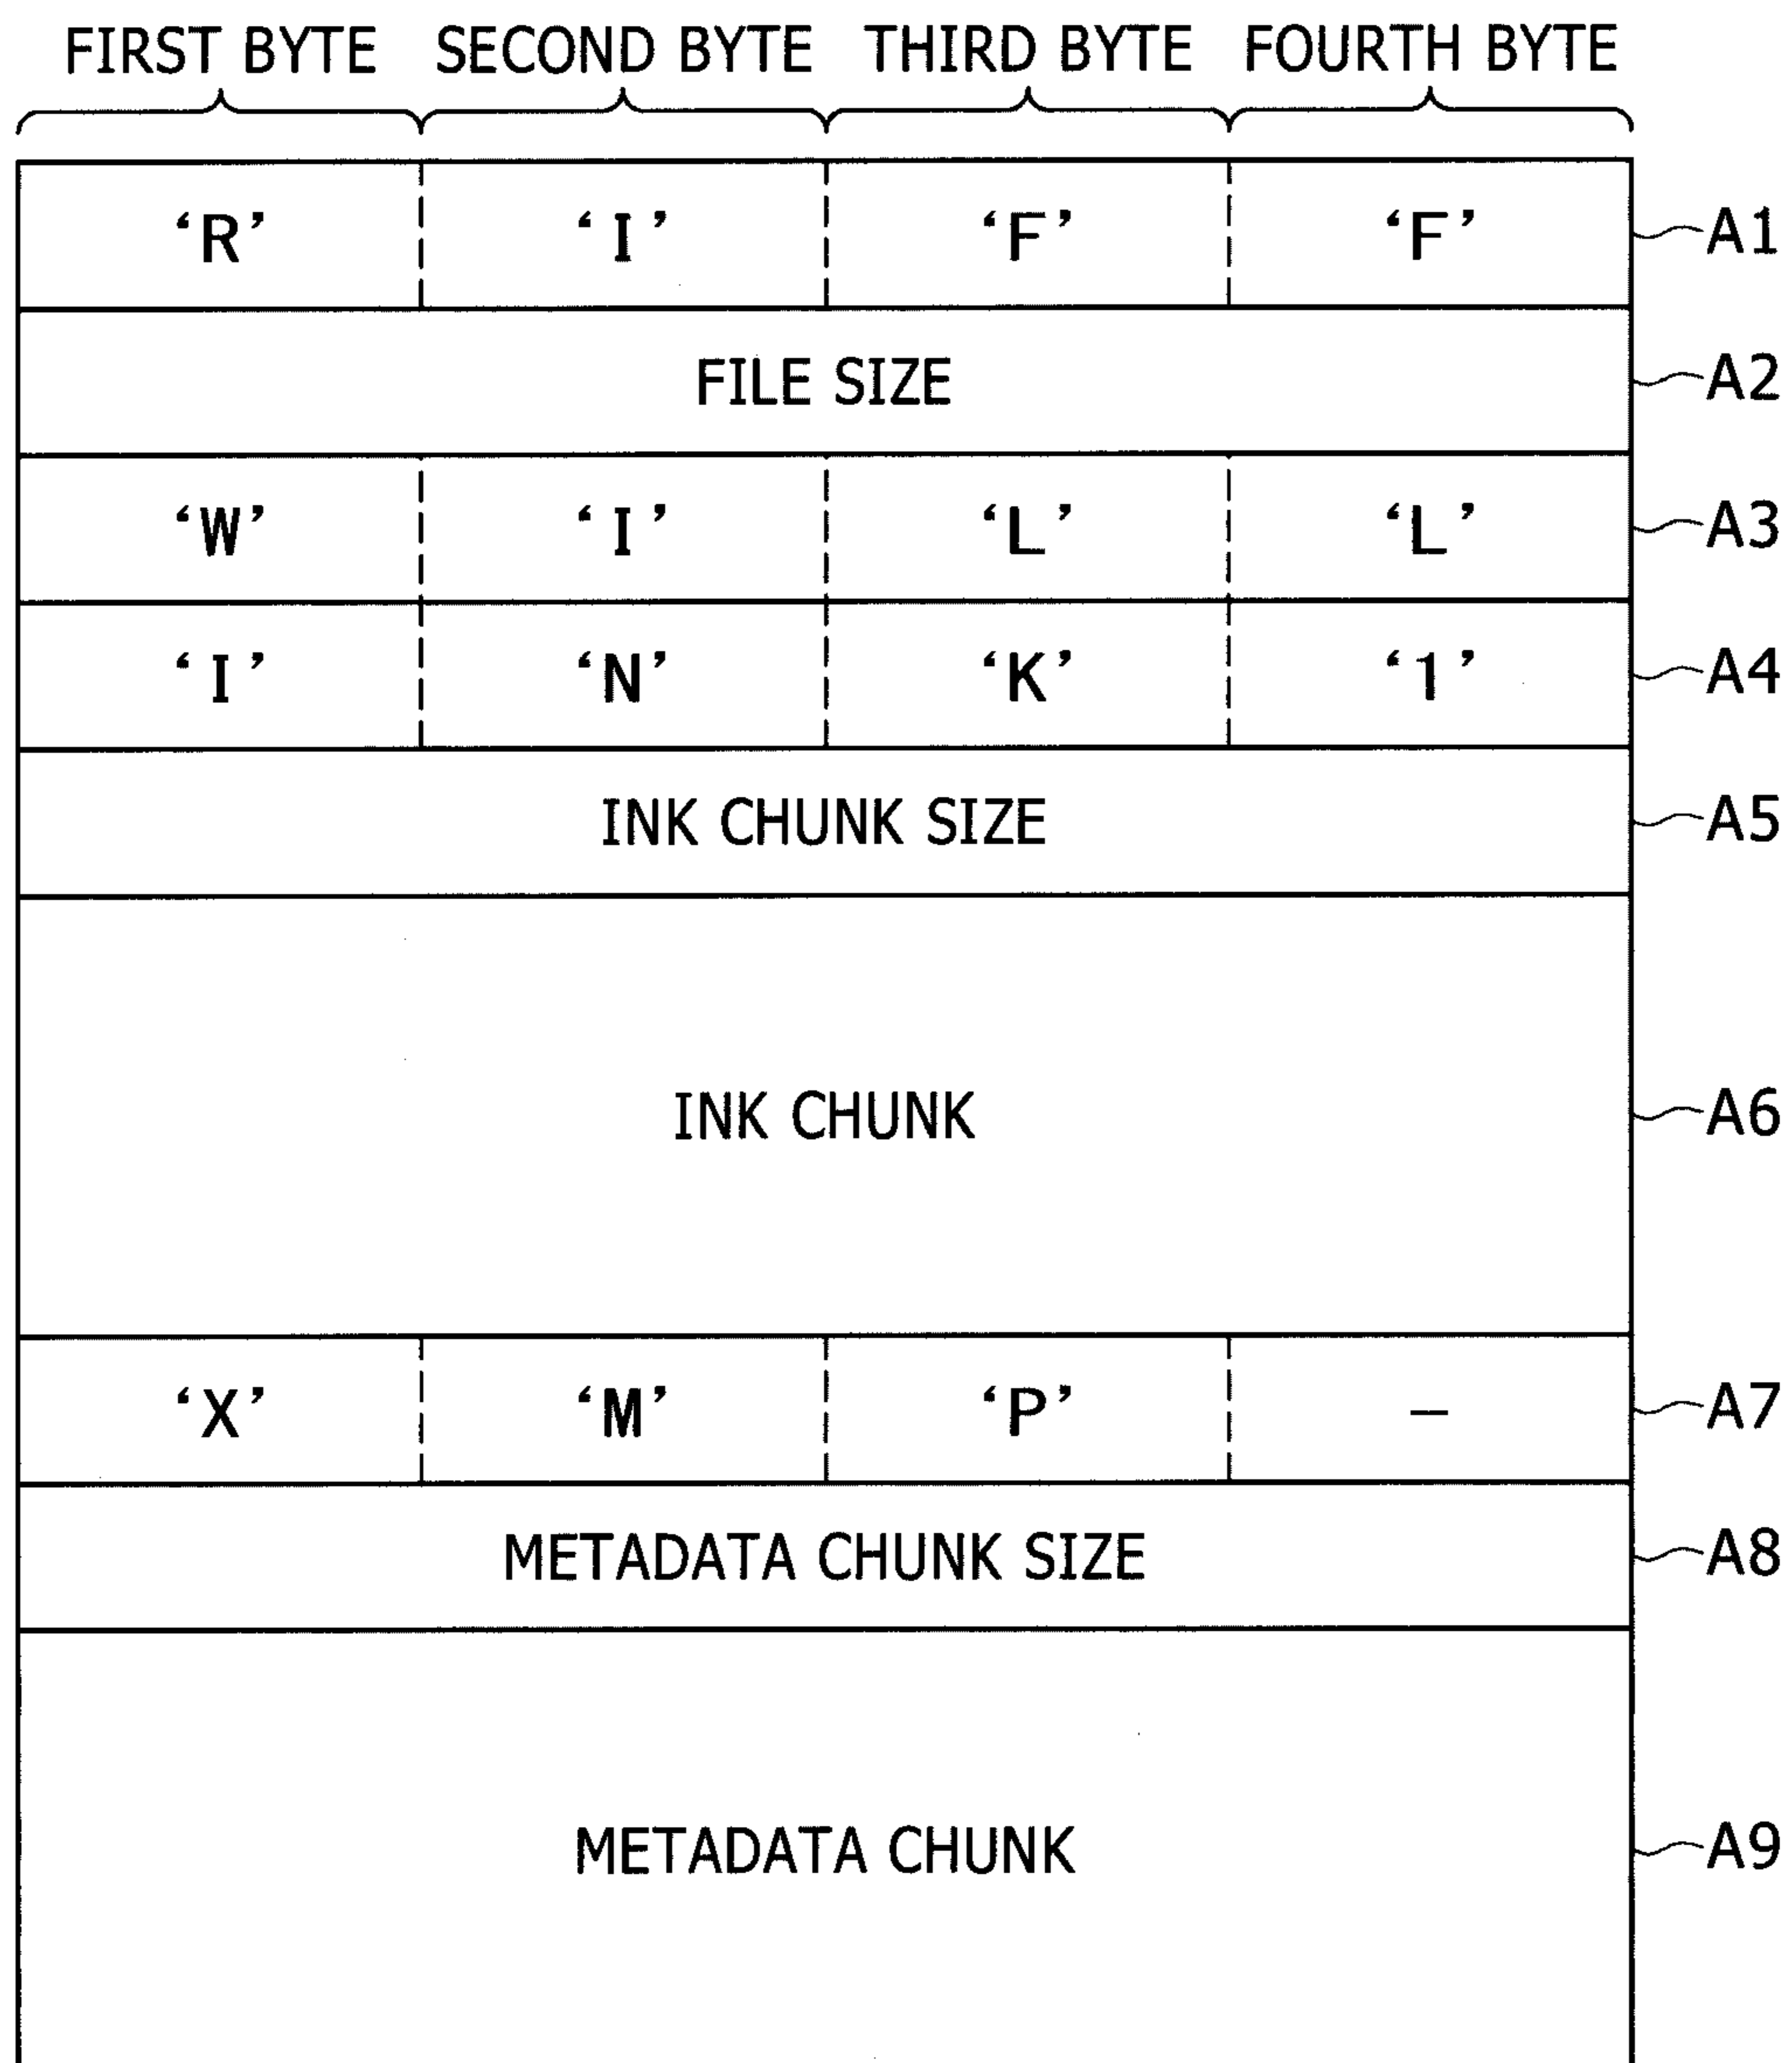 FIRST BYTE SECOND BYTE THIRD BYTE FOURTH BYTE
‘R’ ‘I’ ‘F’ ‘F’ A1
FILE SIZE A2
‘W’ ‘I’ ‘L’ ‘L’ A3
‘I’ ‘N’ ‘K’ ‘1’ A4
INK CHUNK SIZE A5
INK CHUNK A6
‘X’ ‘M’ ‘P’ – A7
METADATA CHUNK SIZE A8
METADATA CHUNK A9